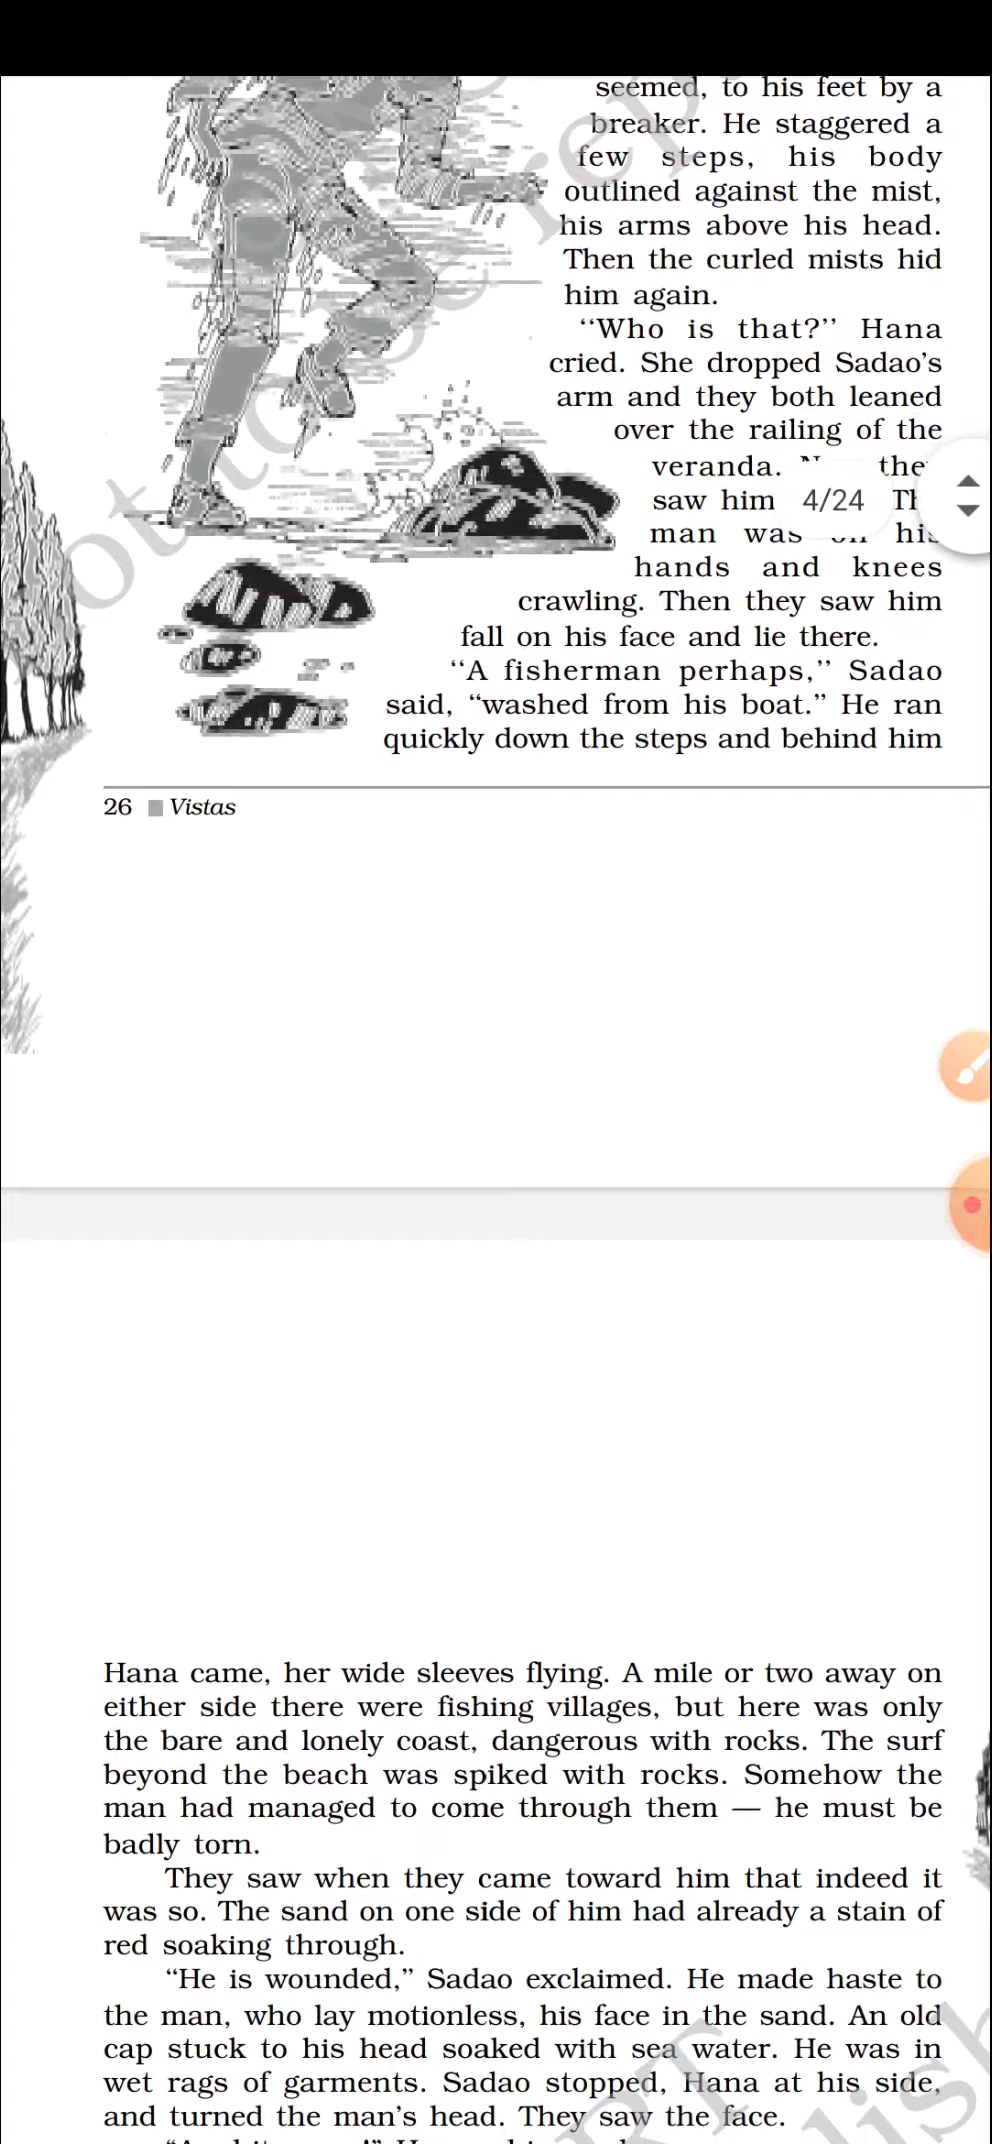 seemed, to his feet by a
breaker. He staggered a
few steps, his body
outlined against the mist,
his arms above his head.
Then the curled mists hid
him again.
‘‘Who is that?’’ Hana
cried. She dropped Sadao’s
arm and they both leaned
over the railing of the
veranda. the
saw him 4/24
man was his
hands and knees
crawling. Then they saw him
fall on his face and lie there.
‘‘A fisherman perhaps,’’ Sadao
said, “washed from his boat.” He ran
quickly down the steps and behind him
26 Vistas
Hana came, her wide sleeves flying. A mile or two away on
either side there were fishing villages, but here was only
the bare and lonely coast, dangerous with rocks. The surf
beyond the beach was spiked with rocks. Somehow the
man had managed to come through them — he must be
badly torn.
They saw when they came toward him that indeed it
was so. The sand on one side of him had already a stain of
red soaking through.
“He is wounded,” Sadao exclaimed. He made haste to
the man, who lay motionless, his face in the sand. An old
cap stuck to his head soaked with sea water. He was in
wet rags of garments. Sadao stopped, Hana at his side,
and turned the man’s head. They saw the face.